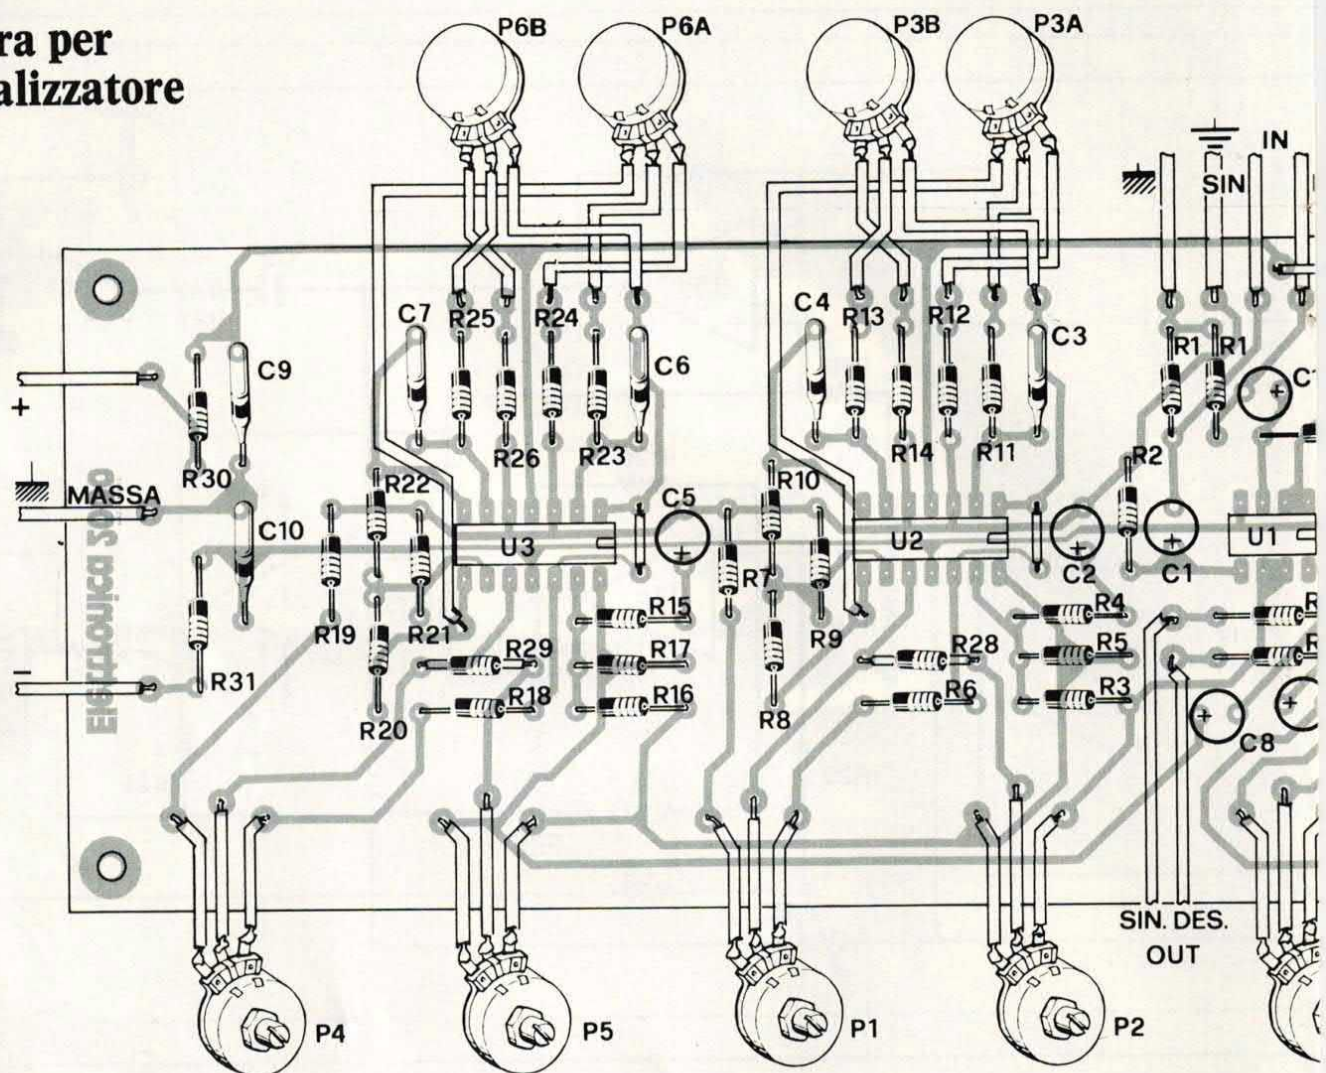 ra per
alizzatore
P6B
P6A
P3B
P3A
IN
SIN
C7
R25
R24
C4
R13
R12
C3
R1
R1
C9
C6
+
R30
R26
R23
R14
R11
R2
MASSA
R22
C5
R10
C10
U3
U2
U1
R7
C2
C1
R19
R21
R15
R9
R4
R29
R17
R28
R5
R31
R18
R16
R6
R3
R20
R8
C8
–
SIN. DES.
OUT
P4
P5
P1
P2